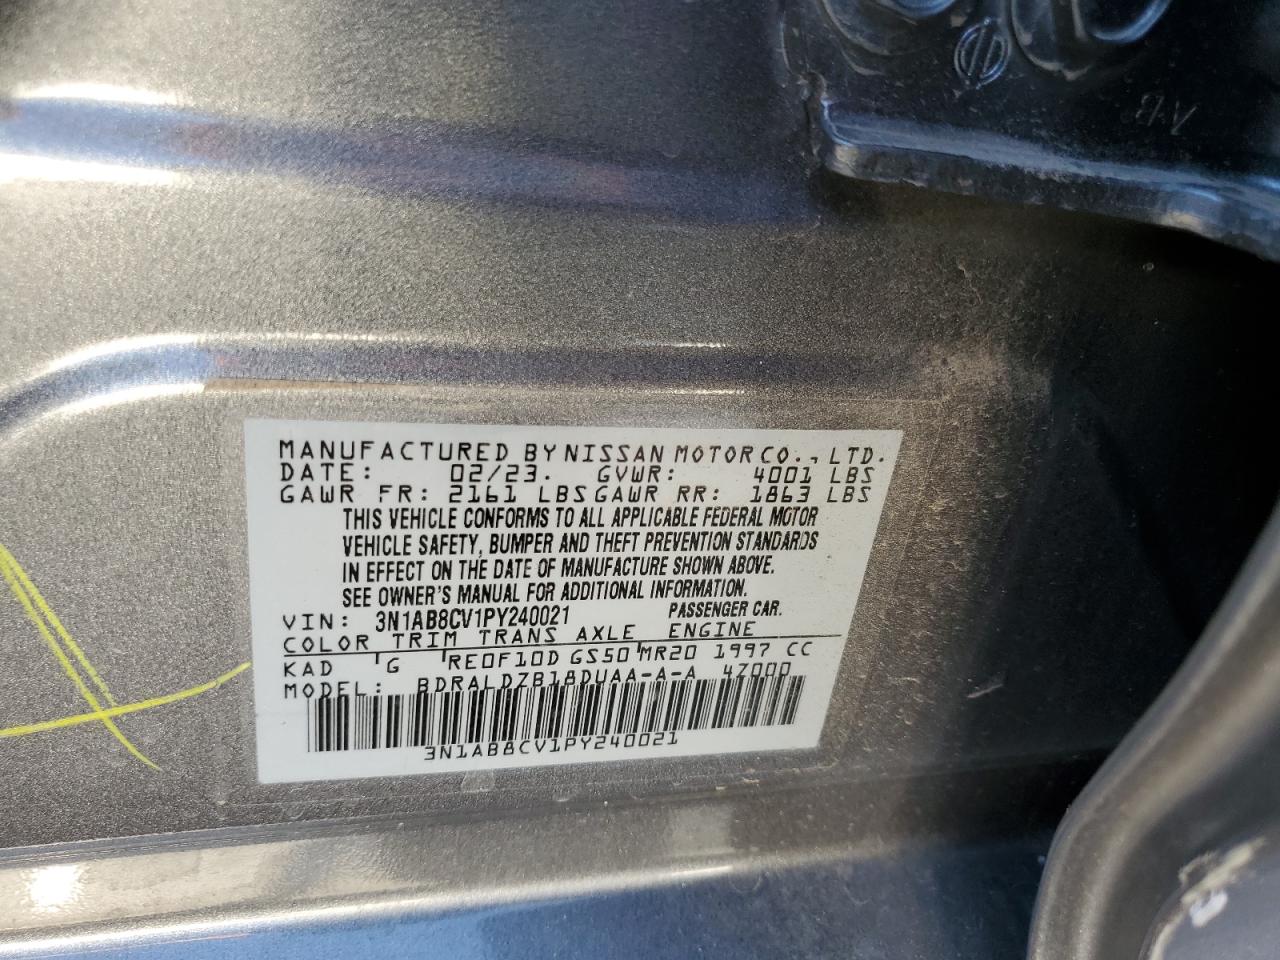 MANUFACTURED BY NISSAN MOTOR CO., LTD.
DATE: 02/23. GVWR: 4001 LBS
GAWR FR: 2161 LBS GAWR RR: 1863 LBS
THIS VEHICLE CONFORMS TO ALL APPLICABLE FEDERAL MOTOR
VEHICLE SAFETY, BUMPER AND THEFT PREVENTION STANDARDS
IN EFFECT ON THE DATE OF MANUFACTURE SHOWN ABOVE.
SEE OWNER'S MANUAL FOR ADDITIONAL INFORMATION.
VIN: 3N1AB8CV1PY240021 PASSENGER CAR.
COLOR TRIM TRANS AXLE ENGINE
KAD G RE0F10D GS50 MR20 1997 CC
MODEL: BDRALDZB18DUAA-A-A 47000
3N1AB8CV1PY240021